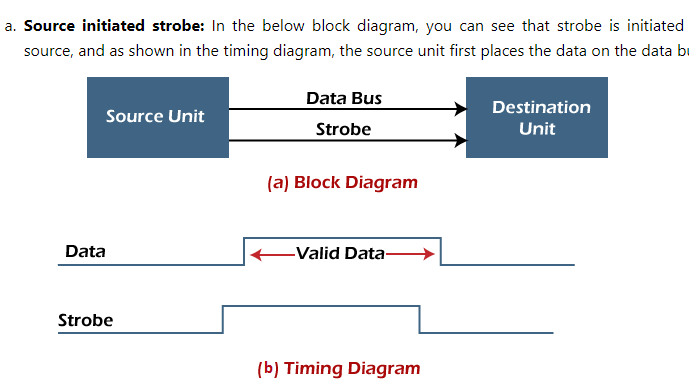 a. Source initiated strobe: In the below block diagram, you can see that strobe is initiated
source, and as shown in the timing diagram, the source unit first places the data on the data
Data Bus
Source Unit
Destination
Unit
Strobe
(a) Block Diagram
Data
Valid Data
Strobe
(b) Timing Diagram